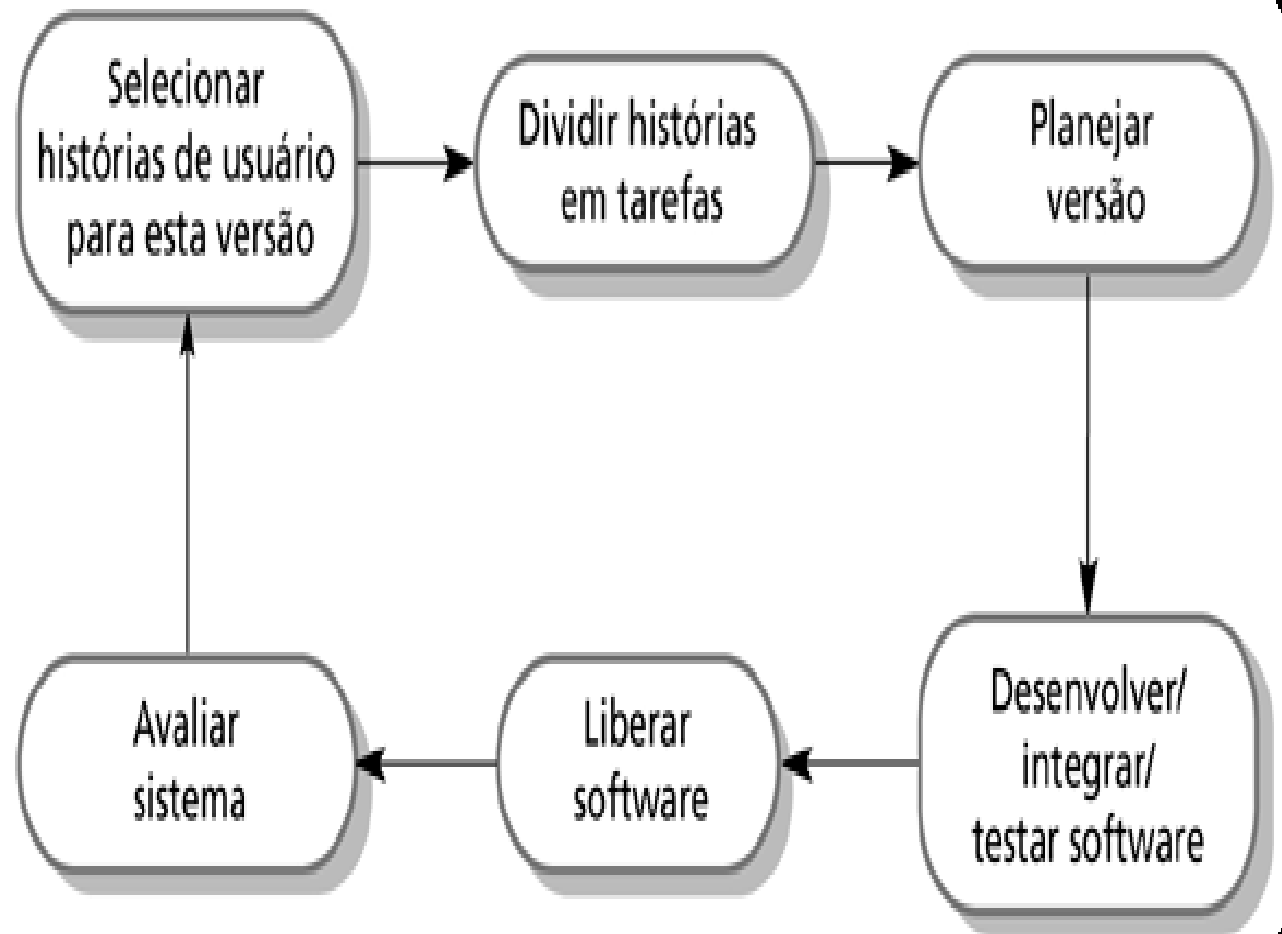 Selecionar
histórias de usuário
para esta versão
Dividir histórias
em tarefas
Planejar
versão
Desenvolver/
integrar/
testar software
Liberar
software
Avaliar
sistema